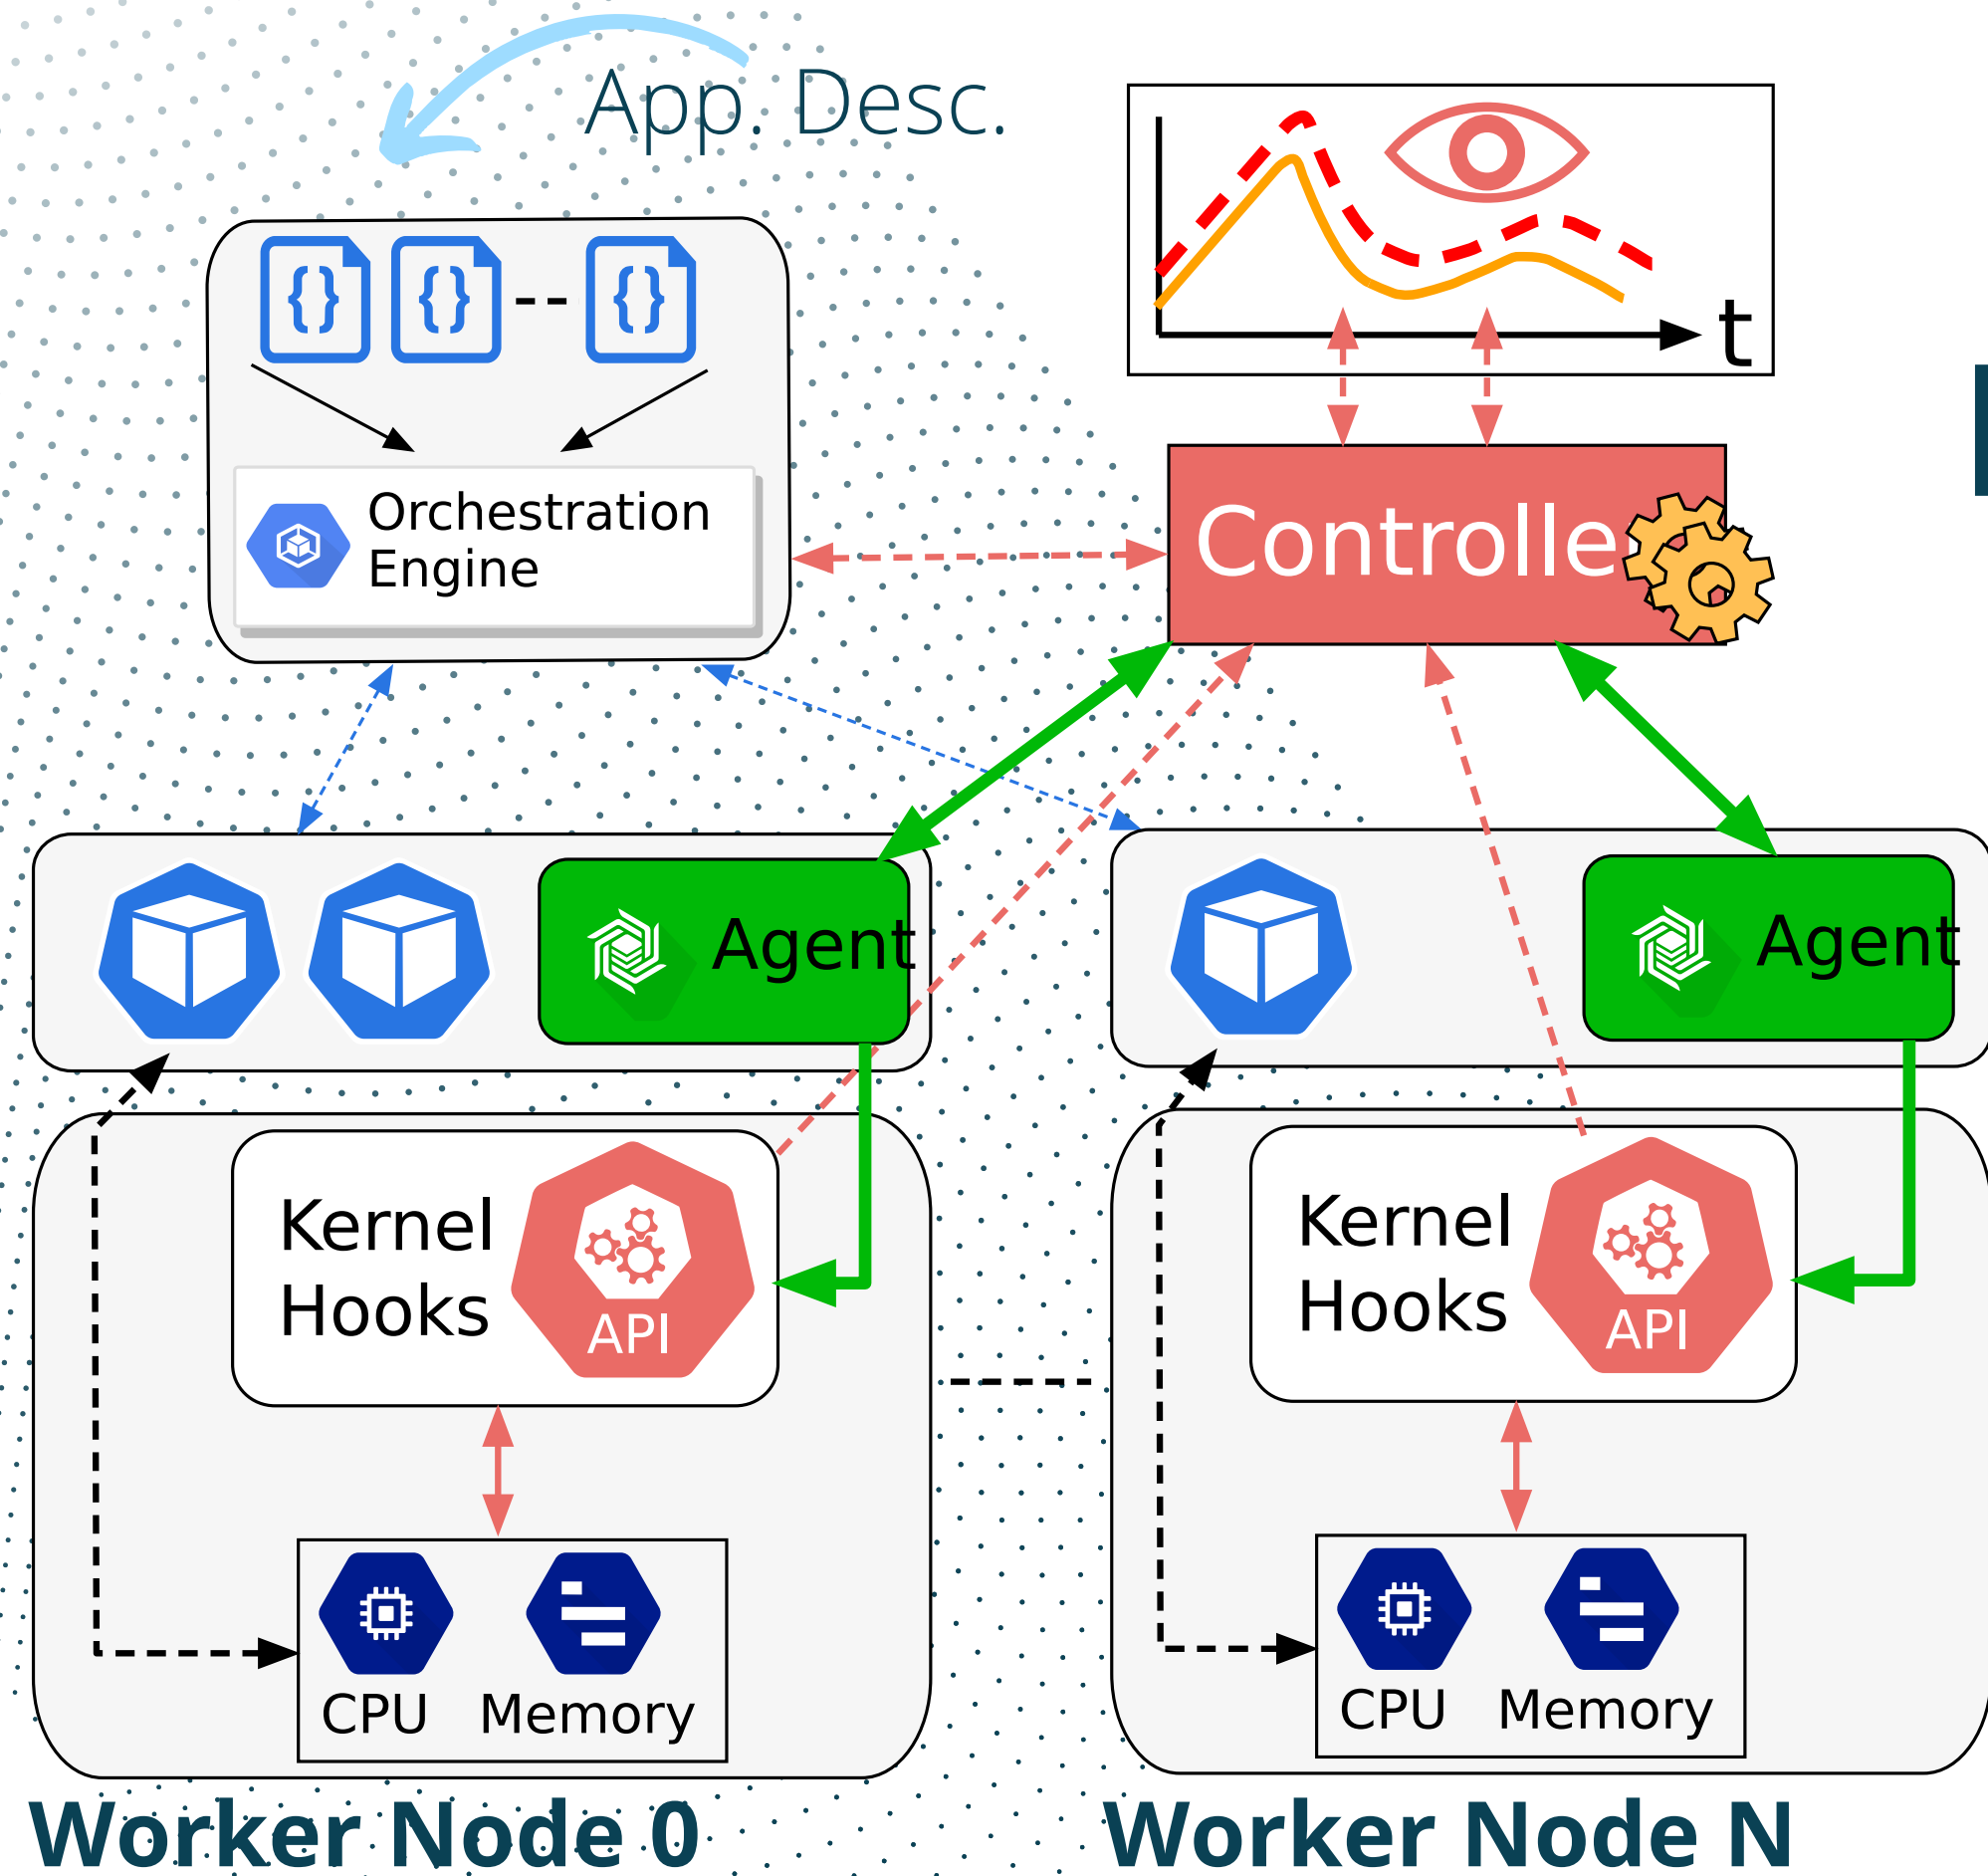 App. Desc.
t
Orchestration
Engine
Controlle
Agent
Agent
Kernel
Hooks
API
Kernel
Hooks
API
CPU
Memory
CPU
Memory
Worker Node 0
Worker Node N